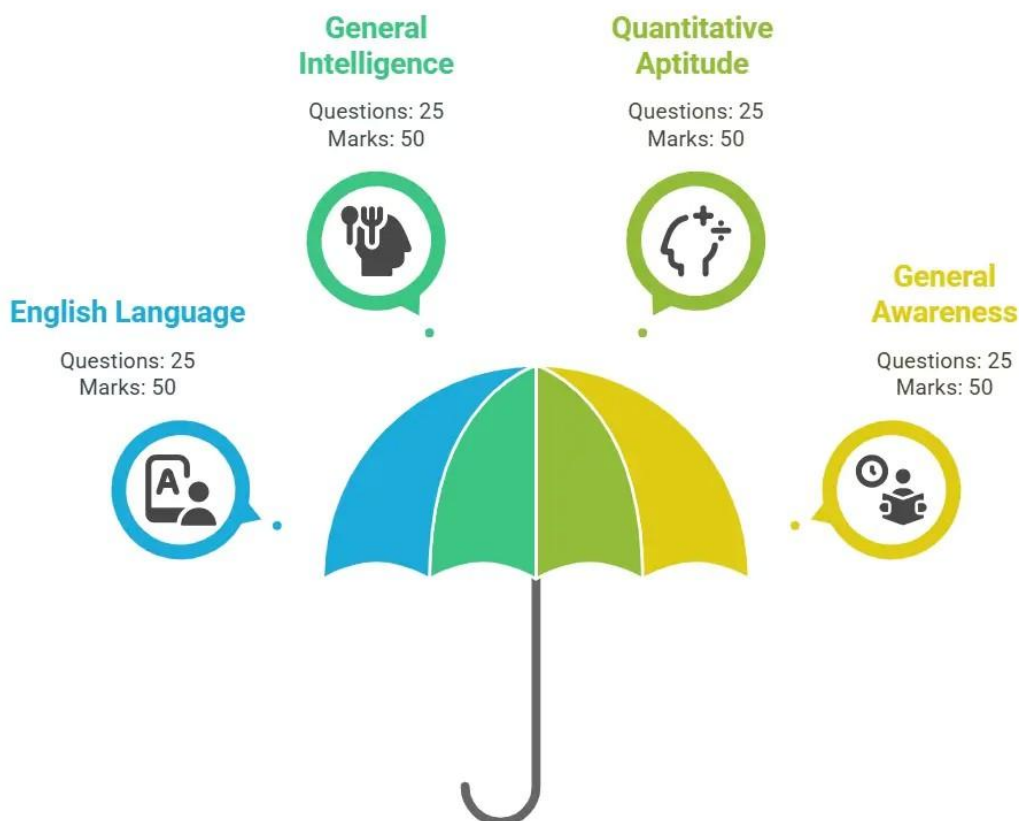 General
Intelligence
Questions: 25
Marks: 50
Quantitative
Aptitude
Questions: 25
Marks: 50
English Language
Questions: 25
Marks: 50
A
General
Awareness
Questions: 25
Marks: 50